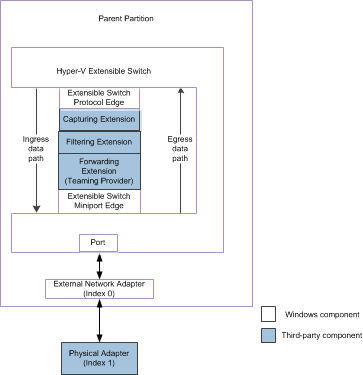 Parent Partition
Hyper-V Extensible Switch
Extensible Switch
Protocol Edge
Capturing Extension
Ingress
data
path
Filtering Extension
Egress
data
path
Forwarding
Extension
(Teaming Provider)
Extensible Switch
Miniport Edge
Port
External Network Adapter
(Index 0)
Windows component
Third-party component
Physical Adapter
(Index 1)